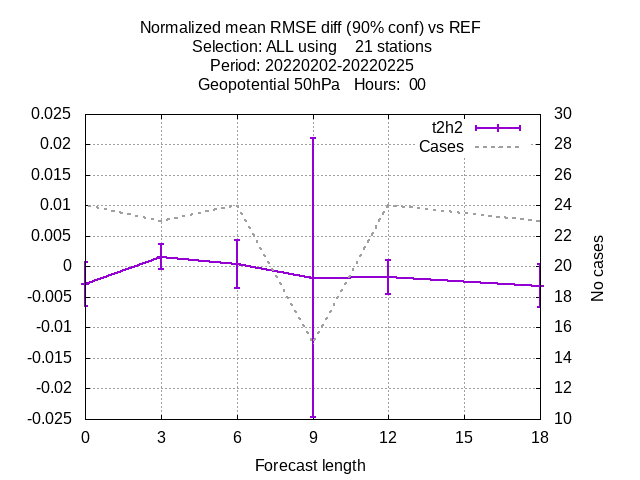 Normalized mean RMSE diff (90% conf) vs REF
Selection: ALL using    21 stations
Period: 20220202-20220225
Geopotential 50hPa   Hours:  00
0.025
0.02
0.015
0.01
0.005
0
-0.005
-0.01
-0.015
-0.02
-0.025
t2h2
Cases
30
28
26
24
22
20
18
16
14
12
10
No cases
0 3 6 9 12 15 18
Forecast length